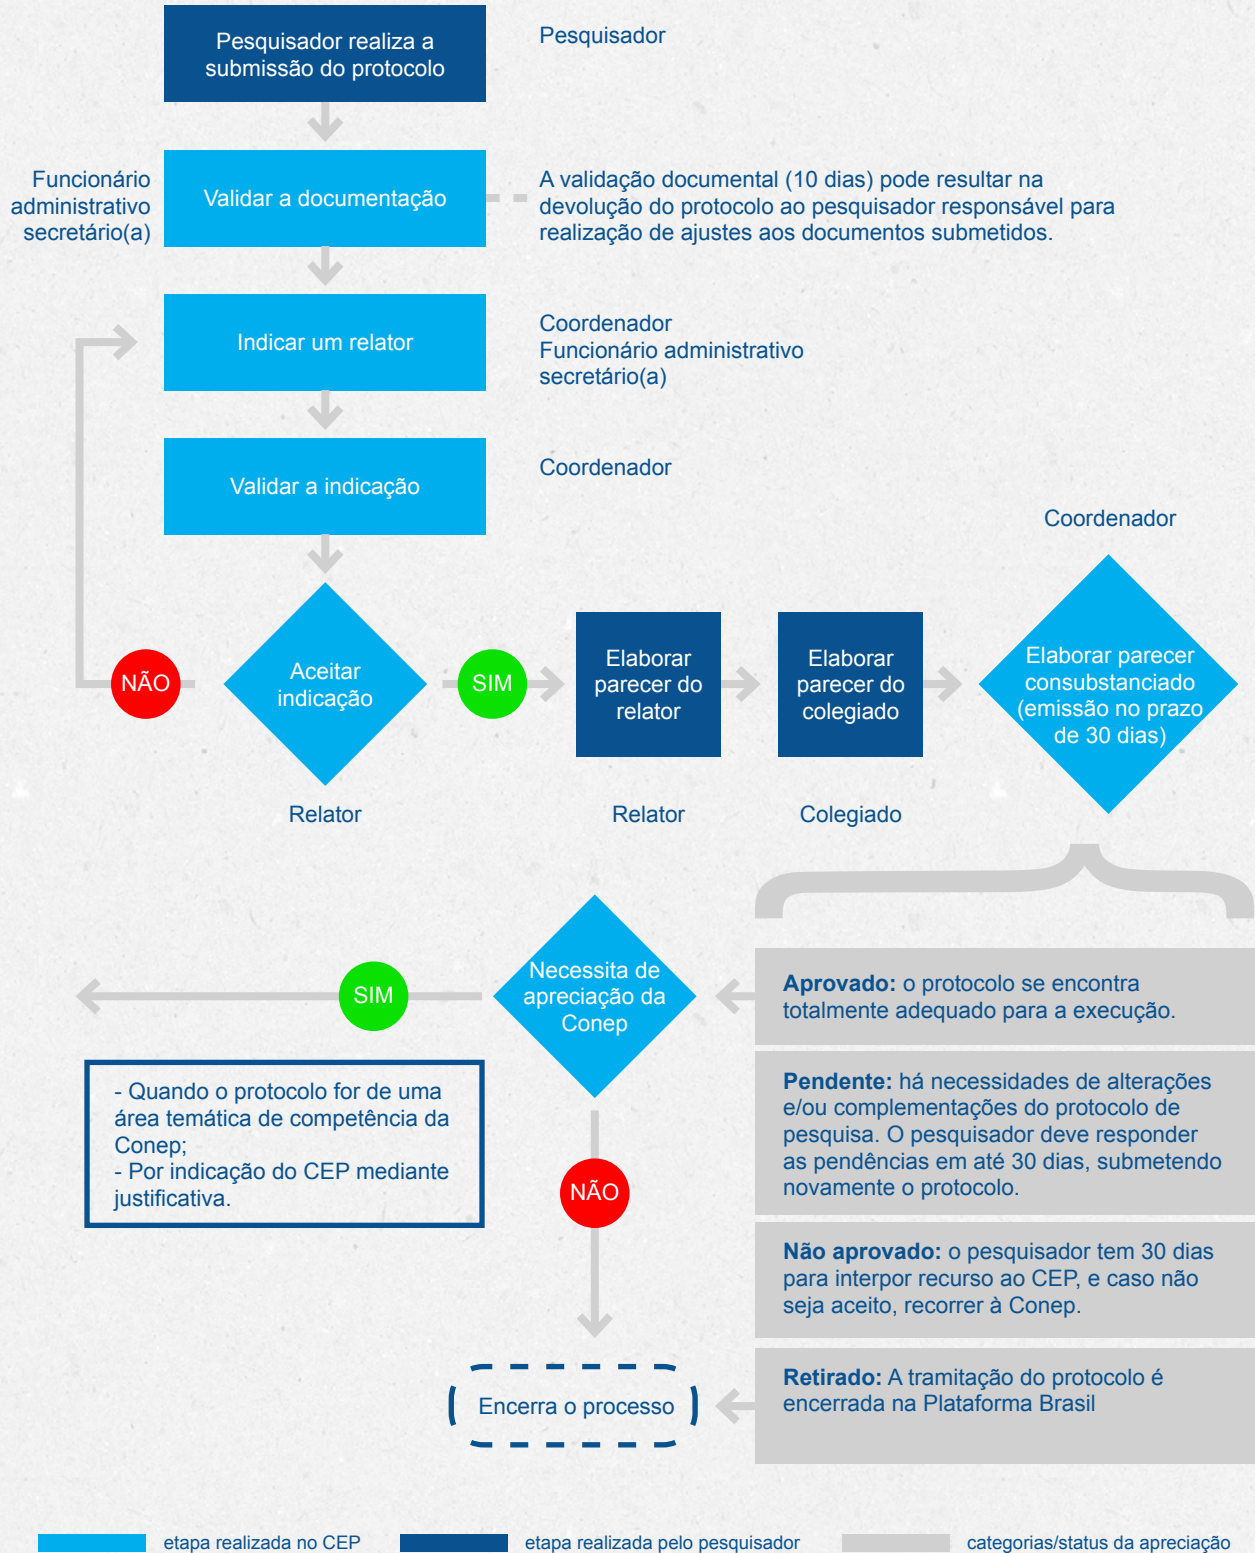 Pesquisador realiza a
submissão do protocolo
Pesquisador
Funcionário
administrativo
secretário(a)
Validar a documentação
A validação documental (10 dias) pode resultar na
devolução do protocolo ao pesquisador responsável para
realização de ajustes aos documentos submetidos.
Indicar um relator
Coordenador
Funcionário administrativo
secretário(a)
Validar a indicação
Coordenador
Coordenador
NÃO
Aceitar
indicação
SIM
Elaborar
parecer do
relator
Elaborar
parecer do
colegiado
Elaborar parecer
consubstanciado
(emissão no prazo
de 30 dias)
Relator
Relator
Colegiado
SIM
Necessita de
apreciação da
Conep
Aprovado: o protocolo se encontra
totalmente adequado para a execução.
- Quando o protocolo for de uma
área temática de competência da
Conep;
- Por indicação do CEP mediante
justificativa.
NÃO
Pendente: há necessidades de alterações
e/ou complementações do protocolo de
pesquisa. O pesquisador deve responder
as pendências em até 30 dias, submetendo
novamente o protocolo.
Não aprovado: o pesquisador tem 30 dias
para interpor recurso ao CEP, e caso não
seja aceito, recorrer à Conep.
Encerra o processo
Retirado: A tramitação do protocolo é
encerrada na Plataforma Brasil
etapa realizada no CEP
etapa realizada pelo pesquisador
categorias/status da apreciação